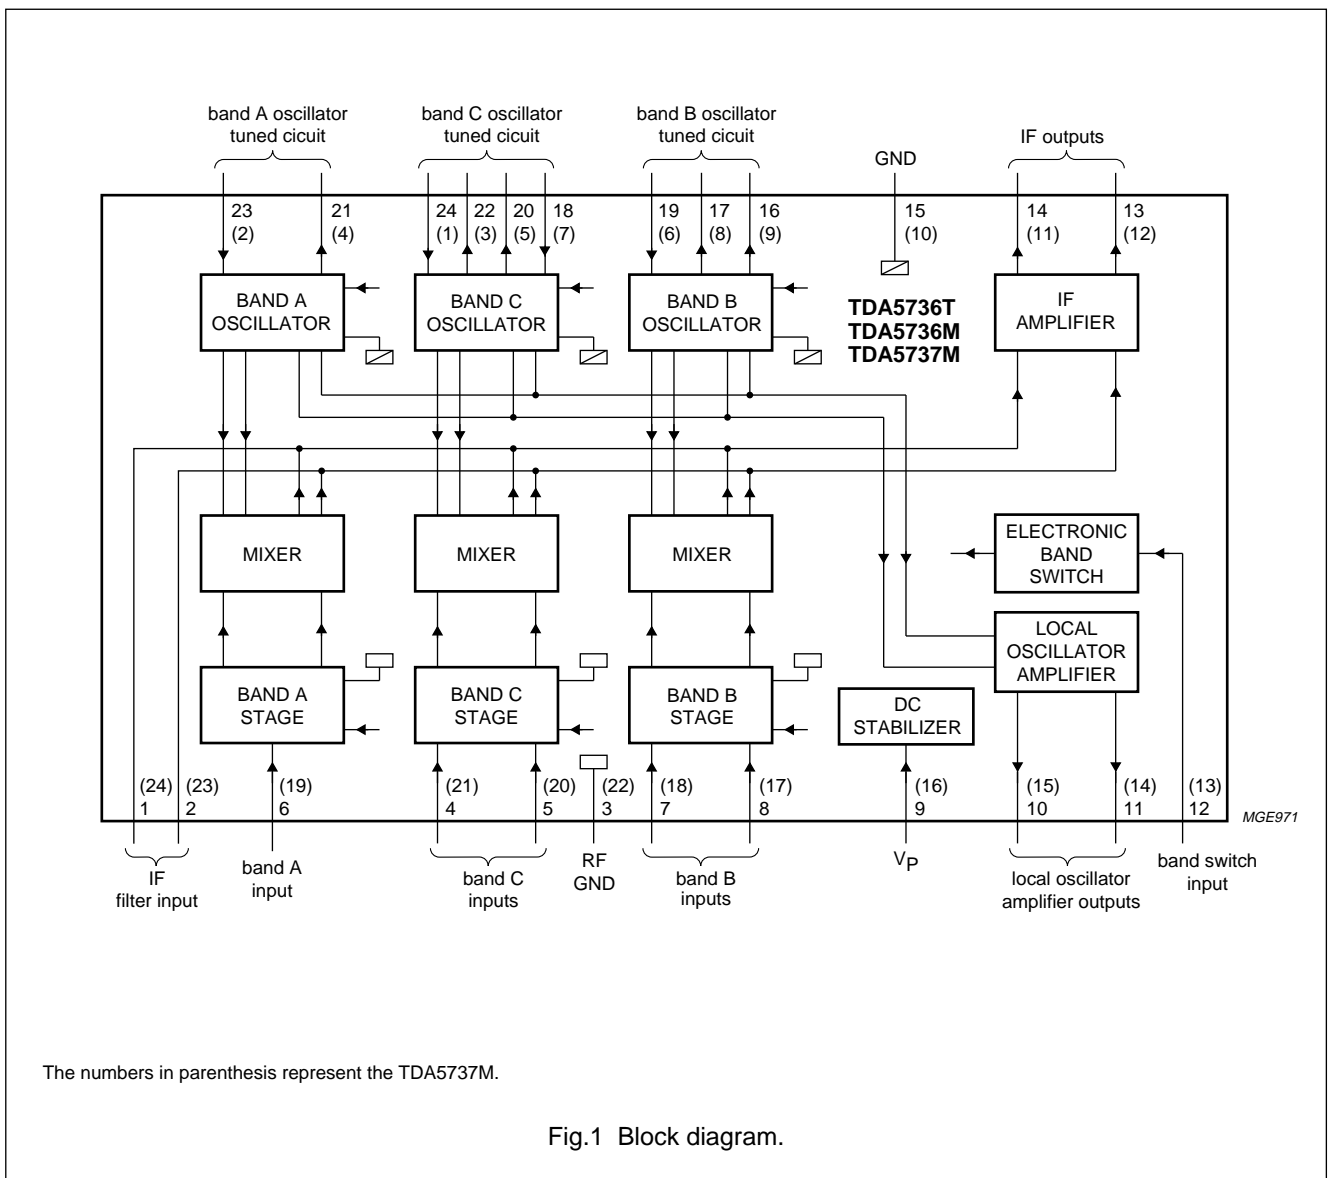 band A oscillator
tuned cicuit
band C oscillator
tuned cicuit
band B oscillator
tuned cicuit
GND
IF outputs
23
(2)
21
(4)
24
(1)
22
(3)
20
(5)
18
(7)
19
(6)
17
(8)
16
(9)
15
(10)
14
(11)
13
(12)
BAND A
OSCILLATOR
BAND C
OSCILLATOR
BAND B
OSCILLATOR
TDA5736T
TDA5736M
TDA5737M
IF
AMPLIFIER
MIXER
MIXER
MIXER
ELECTRONIC
BAND
SWITCH
LOCAL
OSCILLATOR
AMPLIFIER
BAND A
STAGE
BAND C
STAGE
BAND B
STAGE
DC
STABILIZER
(24)
1
(23)
2
(19)
6
(21)
4
(20)
5
(22)
3
(18)
7
(17)
8
(16)
9
(15)
10
(14)
11
(13)
12
MGE971
IF
filter input
band A
input
band C
inputs
RF
GND
band B
inputs
VP
local oscillator
amplifier outputs
band switch
input
The numbers in parenthesis represent the TDA5737M.
Fig.1 Block diagram.